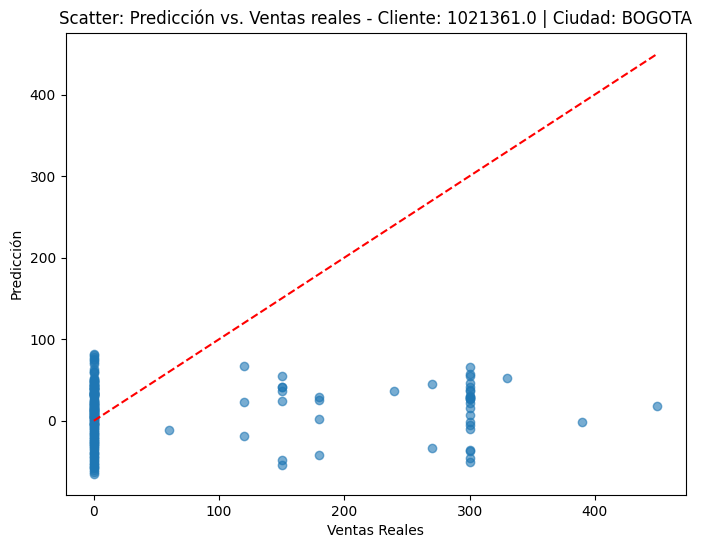 Scatter: Predicción vs. Ventas reales - Cliente: 1021361.0 | Ciudad: BOGOTA
Predicción
400
300
200
100
0
0 100 200 300 400
Ventas Reales